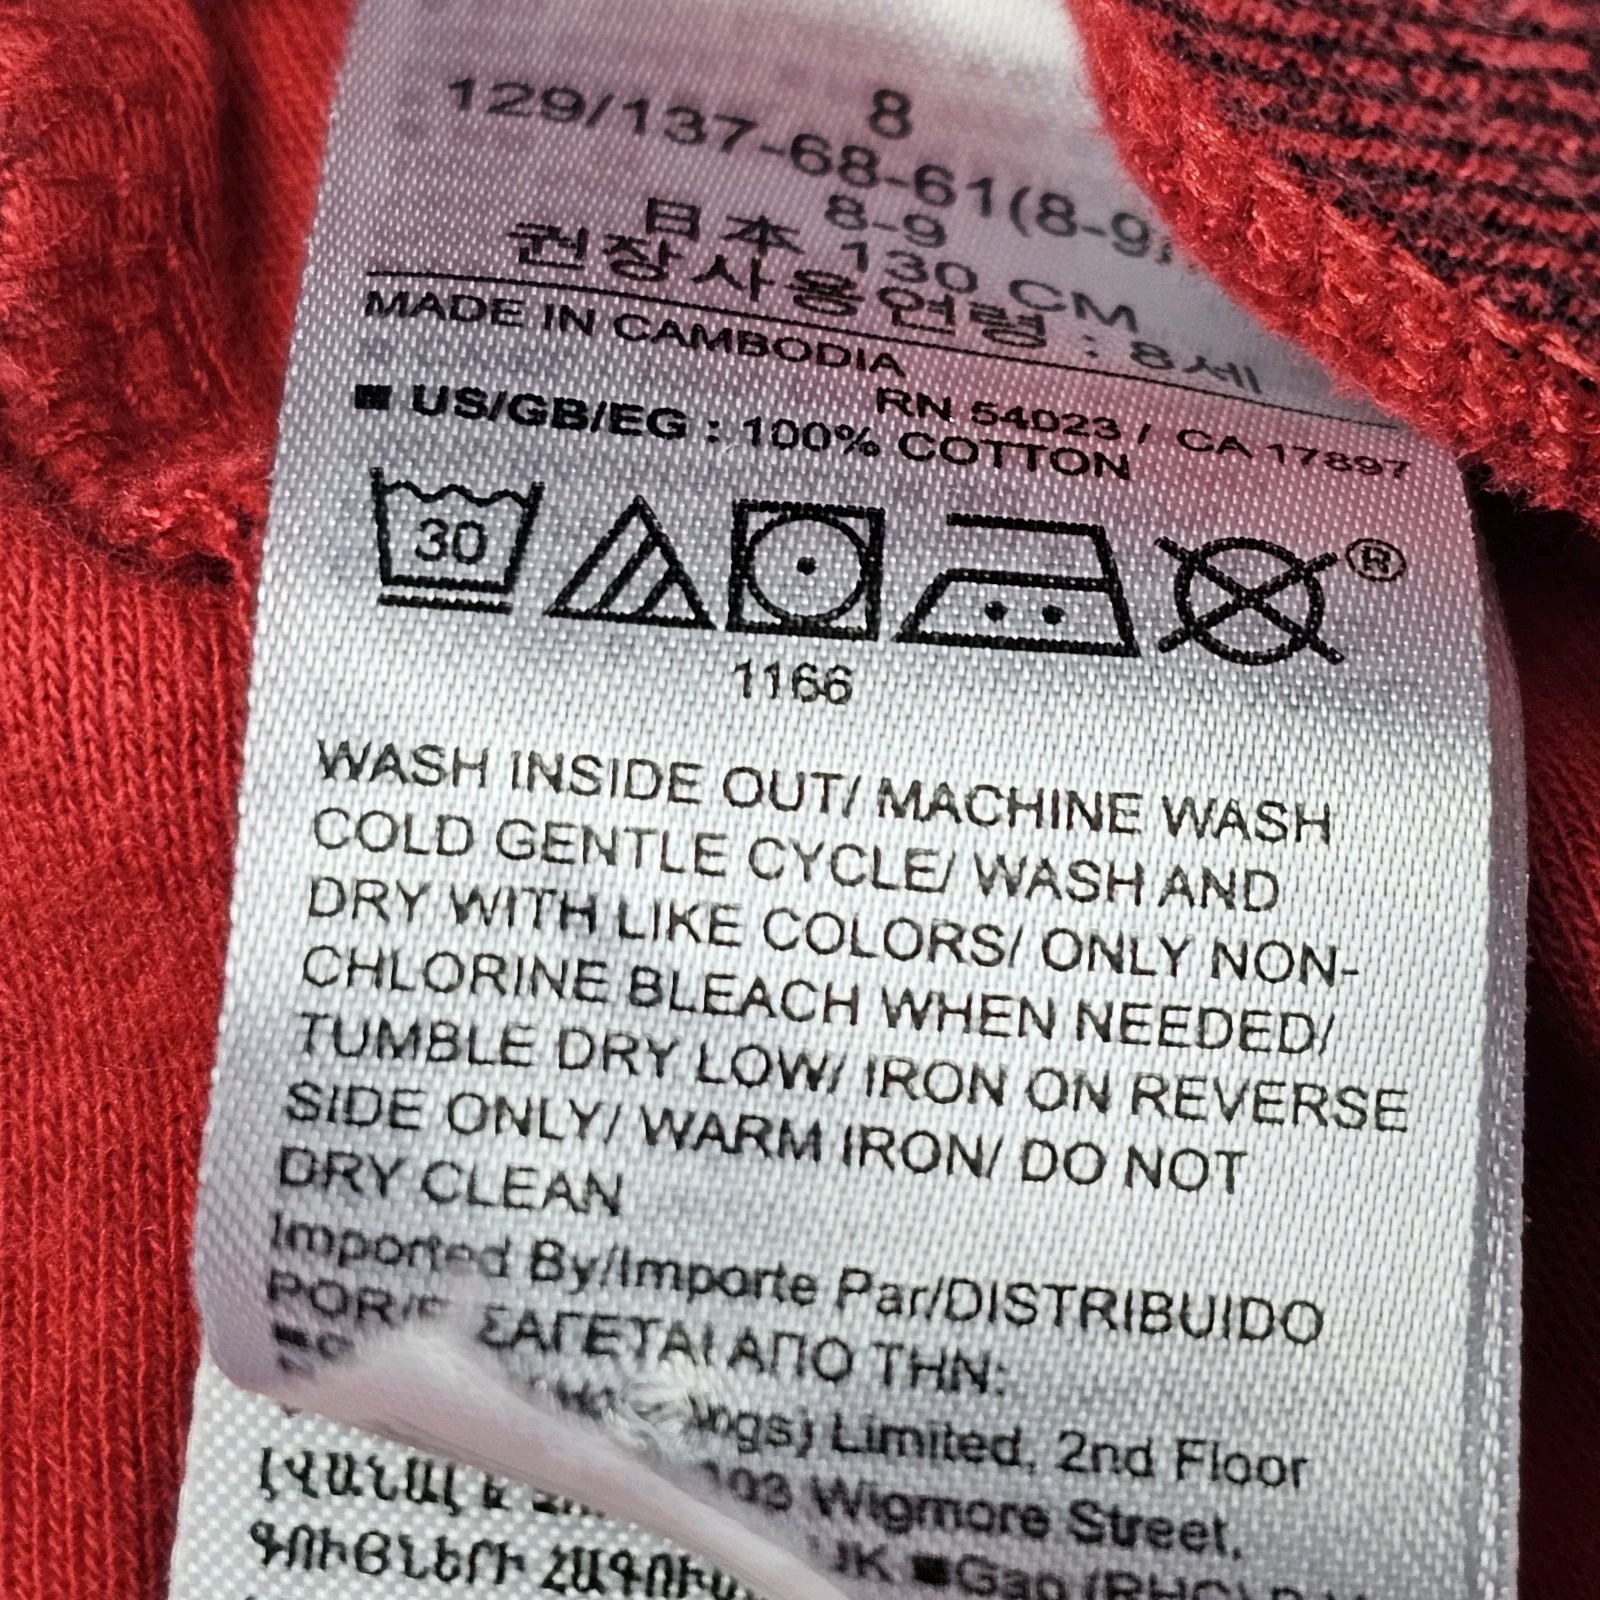 8
129/137-68-61(8-9
8-9
日本 130 CM
권장사용연령 : 8세
MADE IN CAMBODIA
RN 54023 / CA 17897
■ US/GB/EG : 100% COTTON
30
®
1166
WASH INSIDE OUT/ MACHINE WASH
COLD GENTLE CYCLE/ WASH AND
DRY WITH LIKE COLORS/ ONLY NON-
CHLORINE BLEACH WHEN NEEDED/
TUMBLE DRY LOW/ IRON ON REVERSE
SIDE ONLY/ WARM IRON/ DO NOT
DRY CLEAN
Imported By/Importe Par/DISTRIBUIDO
ΑΠΟ ΤΗΝ:
Limited, 2nd Floor
Wigmore Street,
UK ■Gap